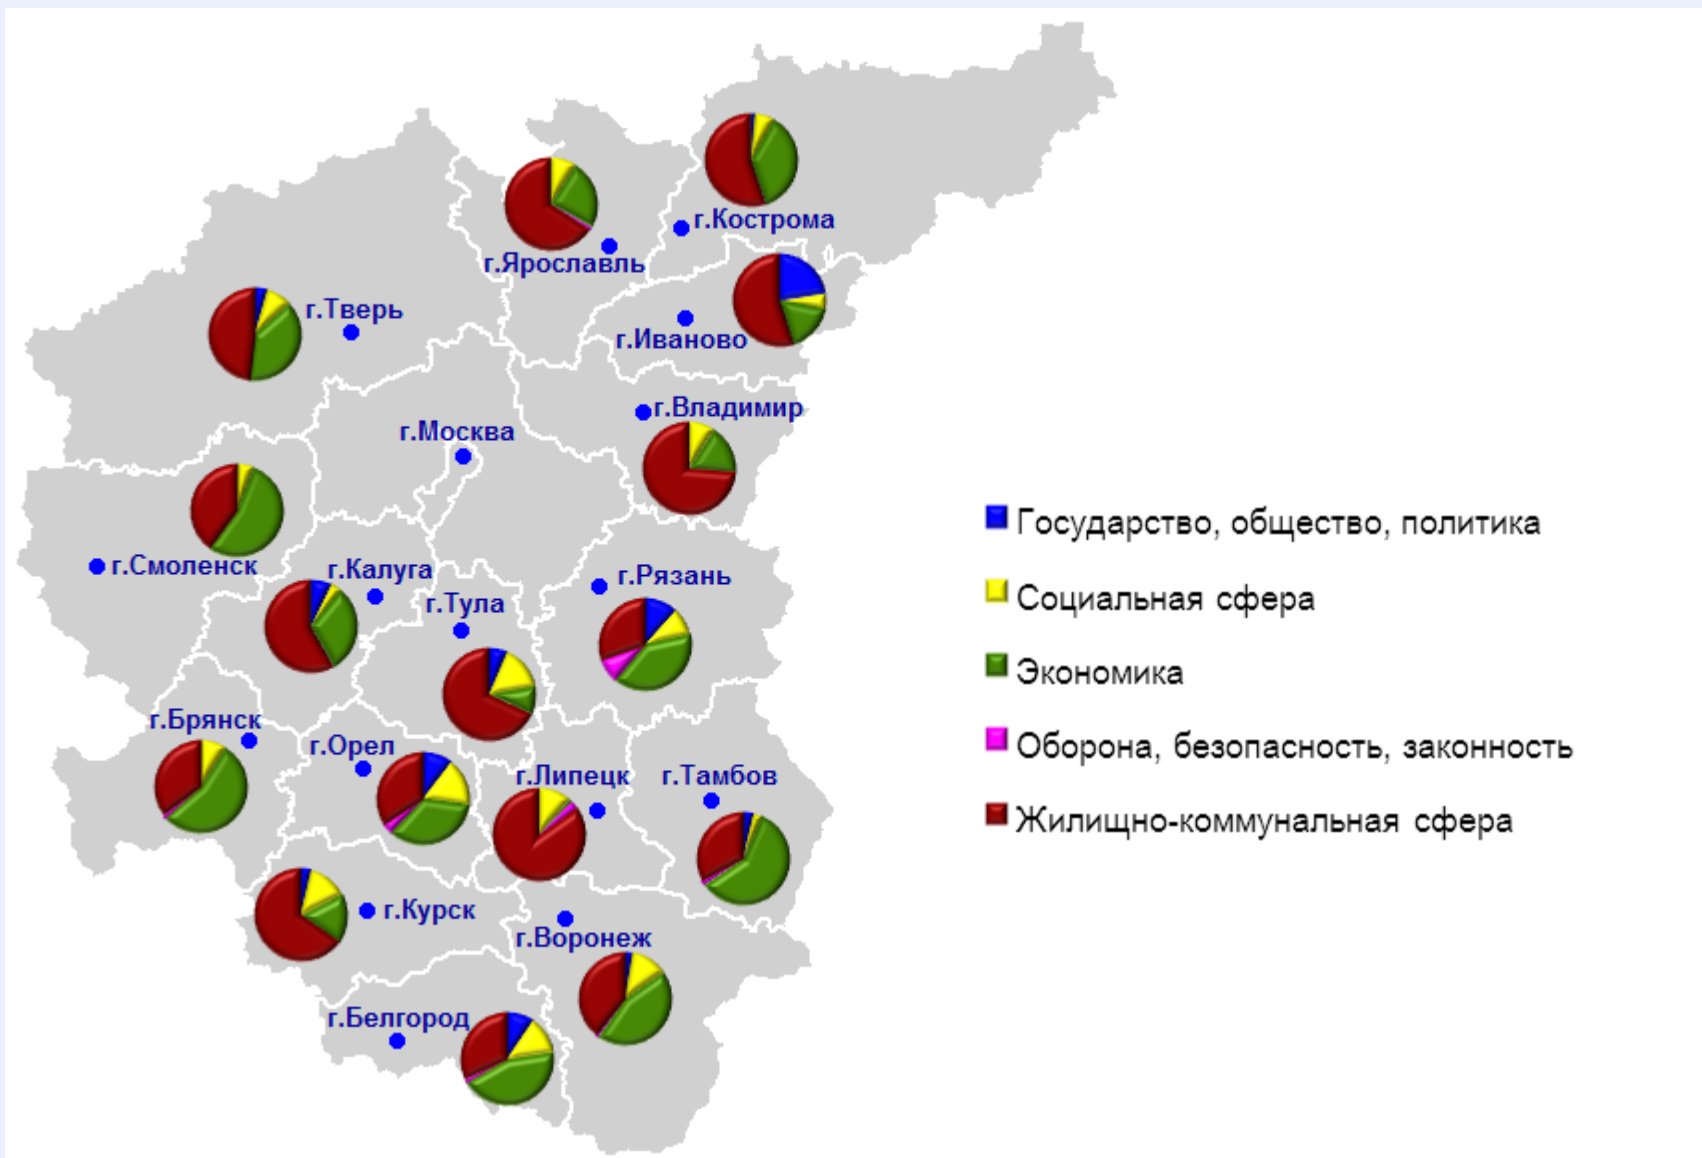 г.Кострома
г.Ярославль
г.Тверь
г.Иваново
г.Владимир
г.Москва
г.Смоленск
г.Калуга
г.Рязань
г.Тула
г.Брянск
г.Орел
г.Липецк
г.Тамбов
г.Курск
г.Воронеж
г.Белгород
Государство, общество, политика
Социальная сфера
Экономика
Оборона, безопасность, законность
Жилищно-коммунальная сфера